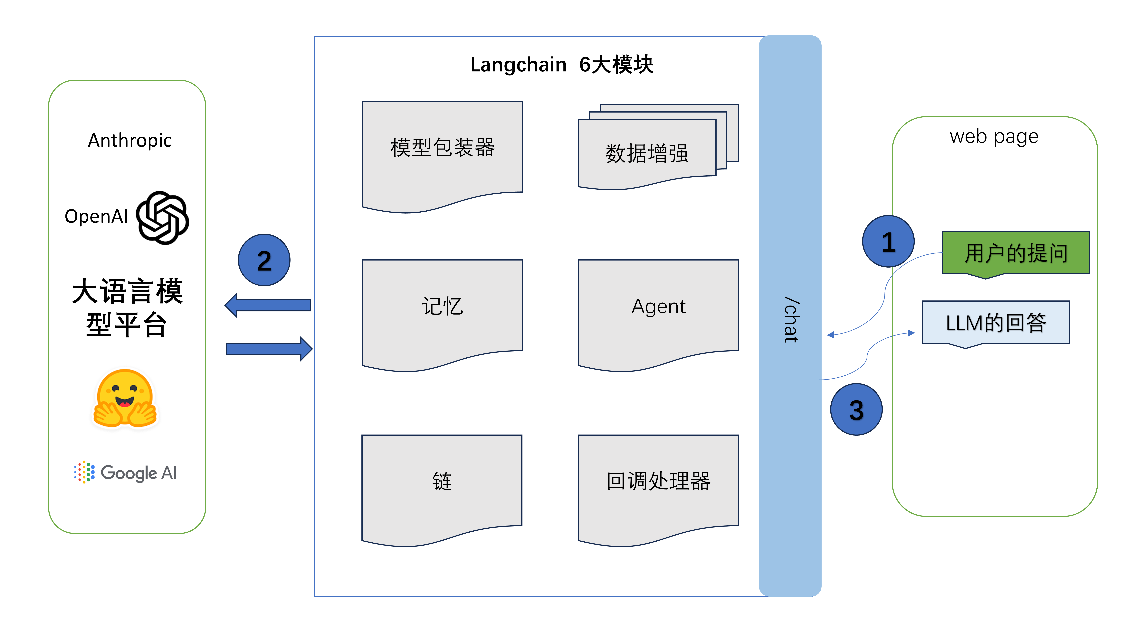 Langchain 6大模块
Anthropic
OpenAI
大语言模
型平台
Google AI
2
模型包装器
数据增强
记忆
Agent
链
回调处理器
/chat
web page
1
用户的提问
LLM的回答
3